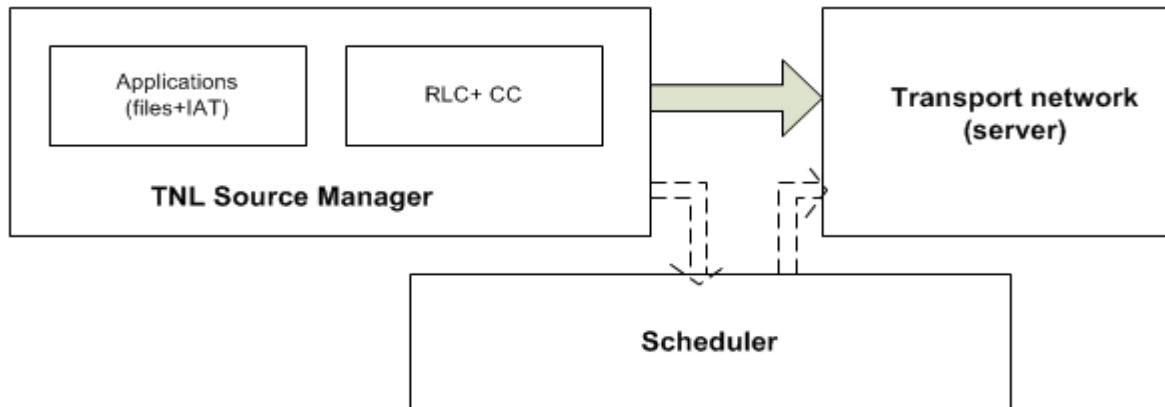 Applications
(files+IAT)
RLC+ CC
TNL Source Manager
Transport network
(server)
Scheduler